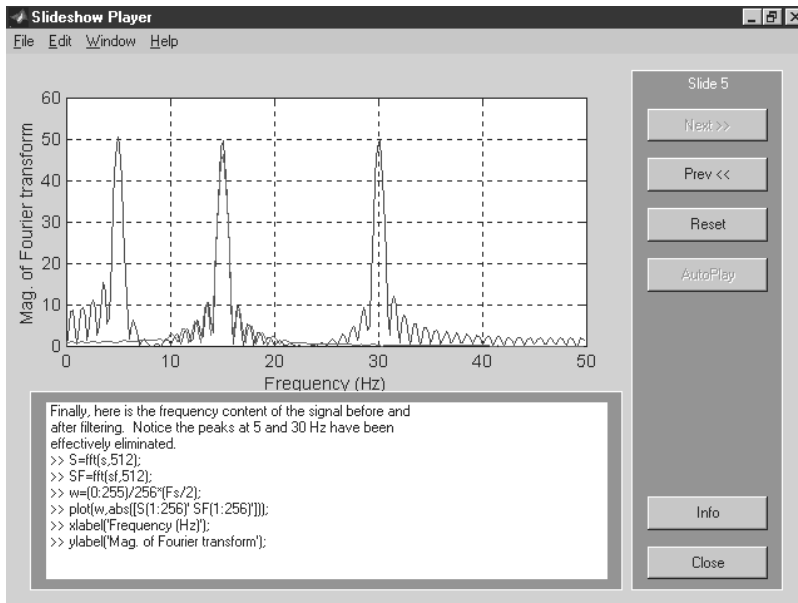 Slideshow Player
File Edit Window Help
60
50
40
30
20
10
0
Mag. of Fourier transform
0 10 20 30 40 50
Frequency (Hz)
Finally, here is the frequency content of the signal before and
after filtering. Notice the peaks at 5 and 30 Hz have been
effectively eliminated.
>> S=fft(s,512);
>> SF=fft(sf,512);
>> w=(0:255)/256*(Fs/2);
>> plot(w,abs([S(1:256)' SF(1:256)']));
>> xlabel('Frequency (Hz)');
>> ylabel('Mag. of Fourier transform');
Slide 5
Next >>
Prev <<
Reset
AutoPlay
Info
Close